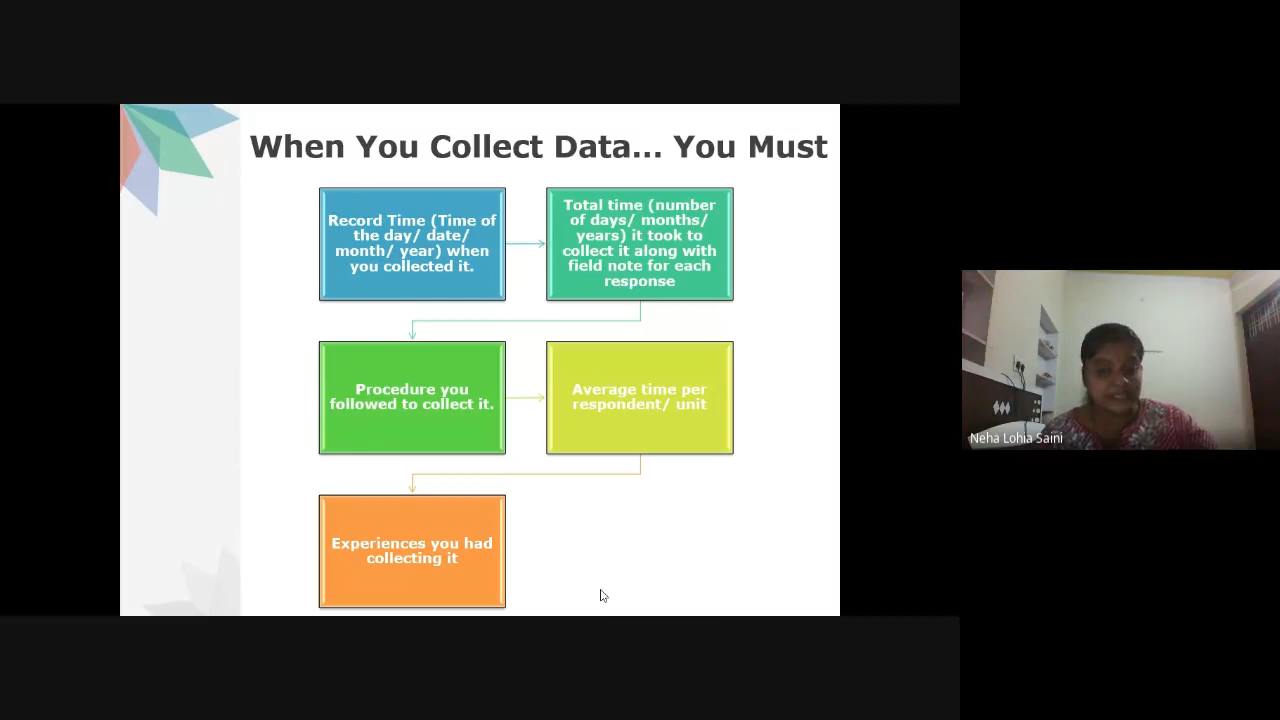 When You Collect Data... You Must
Record Time (Time of
the day/ date/
month/ year) when
you collected it.
Total time (number
of days/ months/
years) it took to
collect it along with
field note for each
response
Procedure you
followed to collect it.
Average time per
respondent/ unit
Experiences you had
collecting it
Neha Lohia Saini